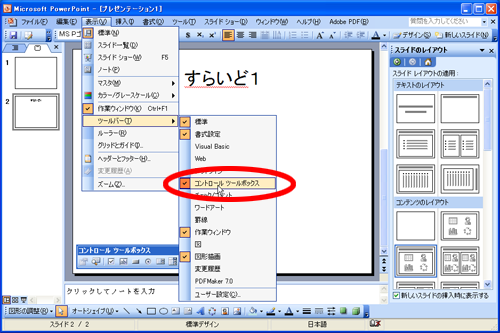 Microsoft PowerPoint - [プレゼンテーション1]
ファイル(F) 編集(E) 表示(V) 挿入(I) 書式(O) ツール(T) スライド ショー(D) ウィンドウ(W) ヘルプ(H) Adobe PDF(B)
質問を入力してください
MS Pゴ
デザイン(S) 新しいスライド(N)
標準(N)
スライド一覧(D)
スライド ショー(W) F5
ノート(P)
マスタ(M)
カラー/グレースケール(C)
作業ウィンドウ(K) Ctrl+F1
ツールバー(T)
ルーラー(R)
グリッドとガイド(I)...
ヘッダーとフッター(H)...
変更履歴(A)
ズーム(Z)...
標準
書式設定
Visual Basic
Web
コントロール ツールボックス
ワードアート
罫線
作業ウィンドウ
図
図形描画
変更履歴
PDFMaker 7.0
ユーザー設定(C)...
すらいど1
スライドのレイアウト
スライド レイアウトの適用:
テキストのレイアウト
コンテンツのレイアウト
新しいスライドの挿入時に表示する
1
2
コントロール ツールボックス
クリックしてノートを入力
図形の調整(R) オートシェイプ(U)
スライド 2 / 2 標準デザイン 日本語